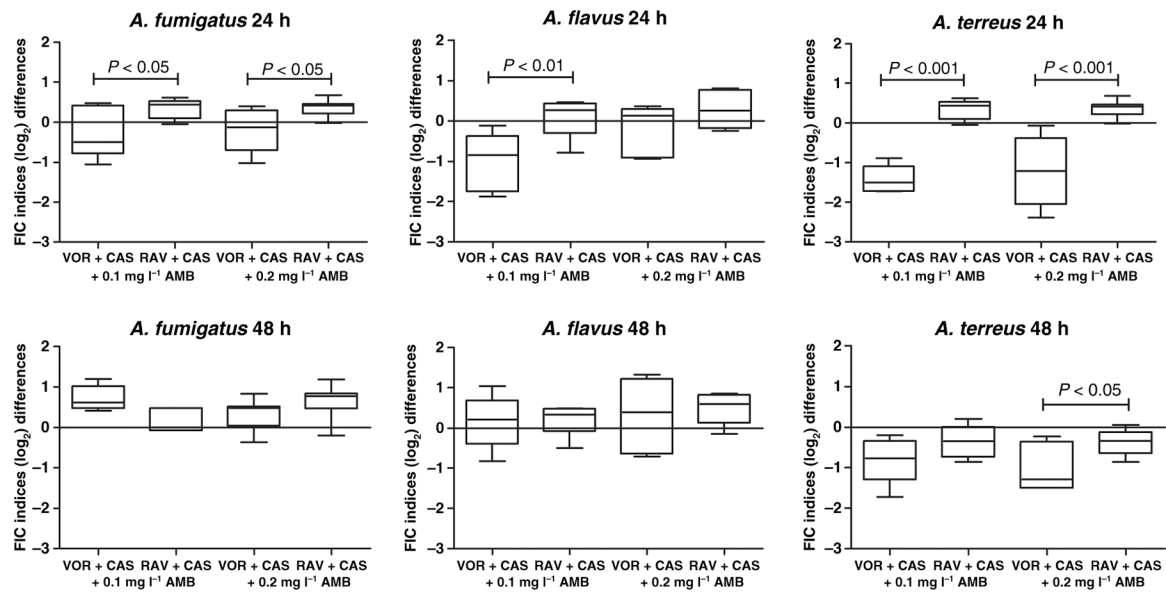 A. fumigatus 24 h
FIC indices (log₂) differences
2
1
0
–1
–2
–3
P < 0.05
P < 0.05
VOR + CAS RAV + CAS VOR + CAS RAV + CAS
+ 0.1 mg l⁻¹ AMB + 0.2 mg l⁻¹ AMB
A. flavus 24 h
FIC indices (log₂) differences
2
1
0
–1
–2
–3
P < 0.01
VOR + CAS RAV + CAS VOR + CAS RAV + CAS
+ 0.1 mg l⁻¹ AMB + 0.2 mg l⁻¹ AMB
A. terreus 24 h
FIC indices (log₂) differences
2
1
0
–1
–2
–3
P < 0.001
P < 0.001
VOR + CAS RAV + CAS VOR + CAS RAV + CAS
+ 0.1 mg l⁻¹ AMB + 0.2 mg l⁻¹ AMB
A. fumigatus 48 h
FIC indices (log₂) differences
2
1
0
–1
–2
–3
VOR + CAS RAV + CAS VOR + CAS RAV + CAS
+ 0.1 mg l⁻¹ AMB + 0.2 mg l⁻¹ AMB
A. flavus 48 h
FIC indices (log₂) differences
2
1
0
–1
–2
–3
VOR + CAS RAV + CAS VOR + CAS RAV + CAS
+ 0.1 mg l⁻¹ AMB + 0.2 mg l⁻¹ AMB
A. terreus 48 h
FIC indices (log₂) differences
2
1
0
–1
–2
–3
P < 0.05
VOR + CAS RAV + CAS VOR + CAS RAV + CAS
+ 0.1 mg l⁻¹ AMB + 0.2 mg l⁻¹ AMB